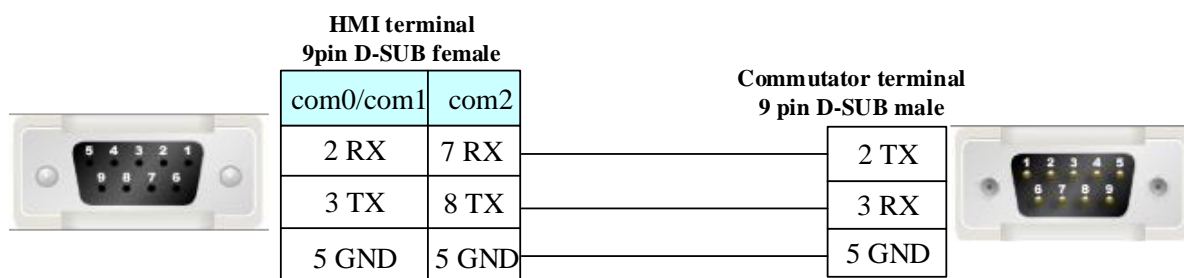 HMI terminal
9pin D-SUB female
com0/com1 com2
2 RX 7 RX
3 TX 8 TX
5 GND 5 GND
Commutator terminal
9 pin D-SUB male
2 TX
3 RX
5 GND
5 4 3 2 1
9 8 7 6
1 2 3 4 5
6 7 8 9